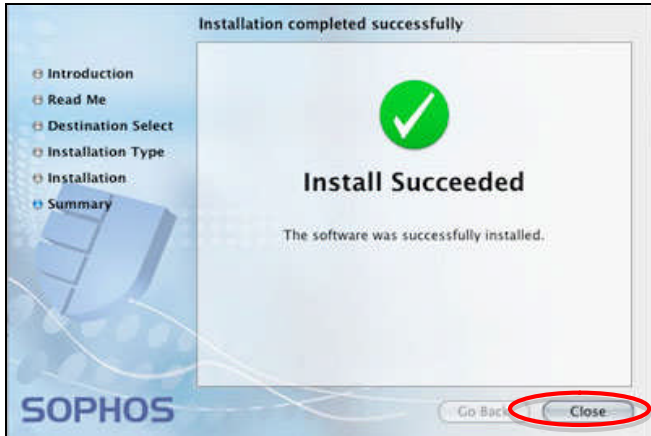 Installation completed successfully
Introduction
Read Me
Destination Select
Installation Type
Installation
Summary
Install Succeeded
The software was successfully installed.
SOPHOS
Go Back
Close